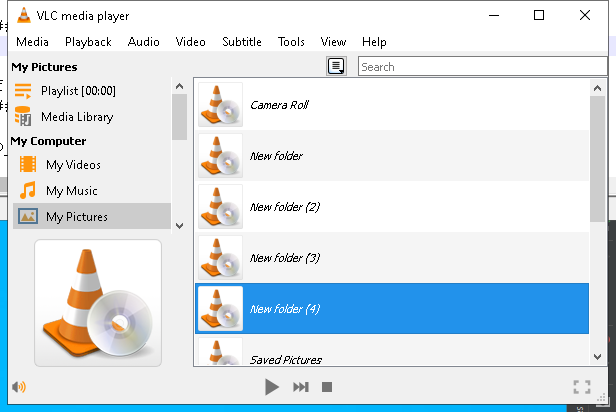 VLC media player
Media Playback Audio Video Subtitle Tools View Help
My Pictures
Search
Playlist [00:00]
Media Library
My Computer
My Videos
My Music
My Pictures
Camera Roll
New folder
New folder (2)
New folder (3)
New folder (4)
Saved Pictures